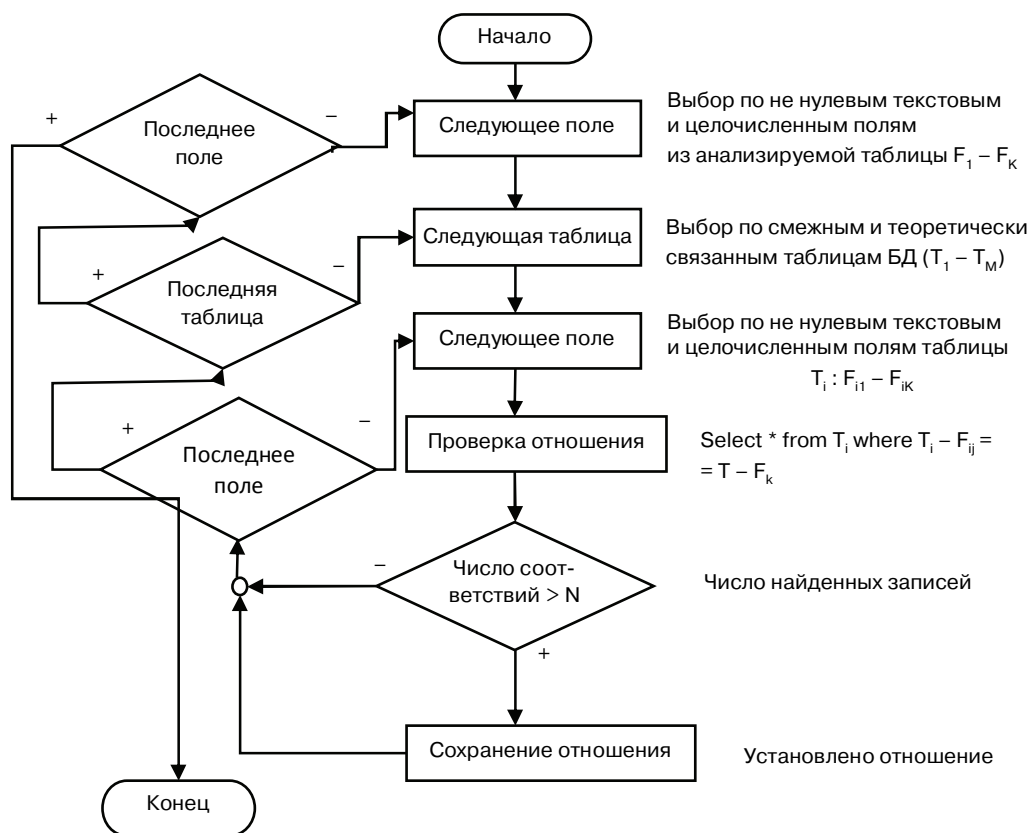 Начало
Последнее
поле
+
−
Следующее поле
Выбор по не нулевым текстовым
и целочисленным полям
из анализируемой таблицы F₁ – Fₖ
Последняя
таблица
+
−
Следующая таблица
Выбор по смежным и теоретически
связанным таблицам БД (T₁ – T_M)
Следующее поле
Выбор по не нулевым текстовым
и целочисленным полям таблицы
Tᵢ : Fᵢ₁ – F_iK
Последнее
поле
+
−
Проверка отношения
Select * from Tᵢ where Tᵢ – Fᵢⱼ =
= T – Fₖ
Число соот-
ветствий > N
−
+
Число найденных записей
Сохранение отношения
Установлено отношение
Конец